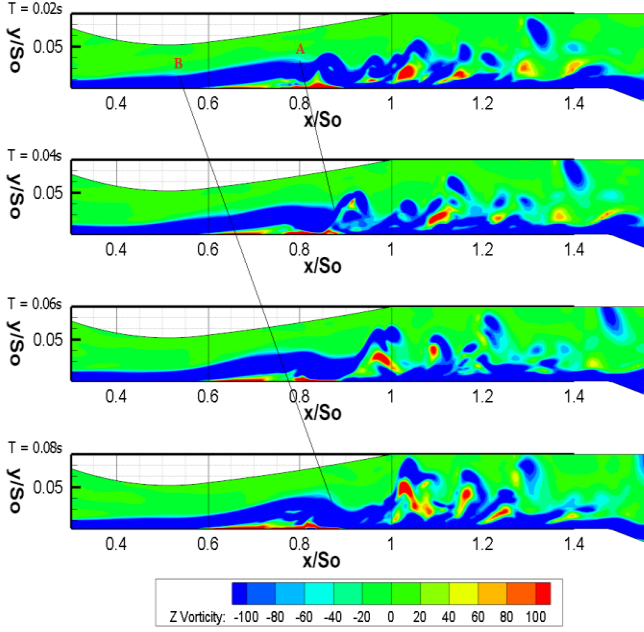 T = 0.02s
A
B
y/So
0.05
0.4 0.6 0.8 1 1.2 1.4
x/So
T = 0.04s
y/So
0.05
0.4 0.6 0.8 1 1.2 1.4
x/So
T = 0.06s
y/So
0.05
0.4 0.6 0.8 1 1.2 1.4
x/So
T = 0.08s
y/So
0.05
0.4 0.6 0.8 1 1.2 1.4
x/So
Z Vorticity: -100 -80 -60 -40 -20 0 20 40 60 80 100